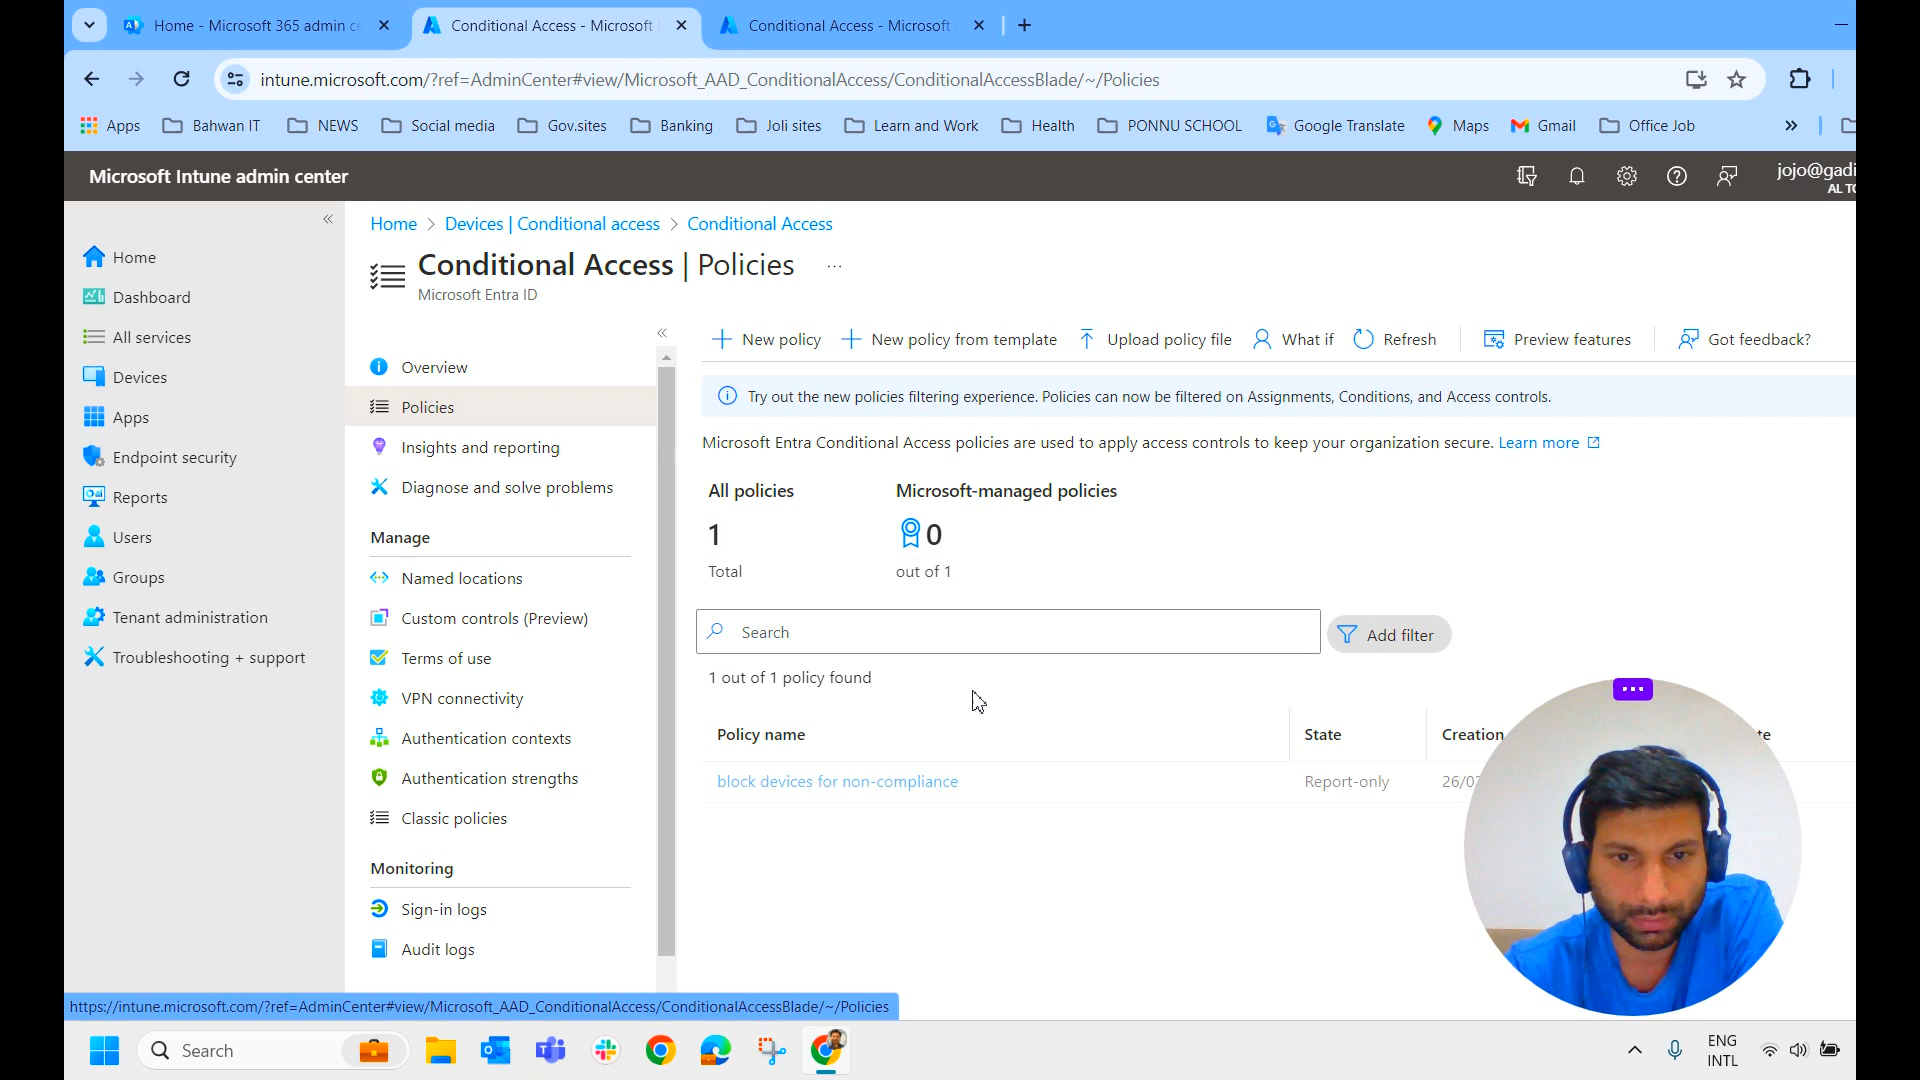 Home - Microsoft 365 admin ce
Conditional Access - Microsoft
Conditional Access - Microsoft
intune.microsoft.com/?ref=AdminCenter#view/Microsoft_AAD_ConditionalAccess/ConditionalAccessBlade/~/Policies
Apps
Bahwan IT
NEWS
Social media
Gov.sites
Banking
Joli sites
Learn and Work
Health
PONNU SCHOOL
Google Translate
Maps
Gmail
Office Job
Microsoft Intune admin center
jojo@gadi
AL TO
Home
Dashboard
All services
Devices
Apps
Endpoint security
Reports
Users
Groups
Tenant administration
Troubleshooting + support
Home > Devices | Conditional access > Conditional Access
Conditional Access | Policies ...
Microsoft Entra ID
Overview
Policies
Insights and reporting
Diagnose and solve problems
Manage
Named locations
Custom controls (Preview)
Terms of use
VPN connectivity
Authentication contexts
Authentication strengths
Classic policies
Monitoring
Sign-in logs
Audit logs
New policy
New policy from template
Upload policy file
What if
Refresh
Preview features
Got feedback?
Try out the new policies filtering experience. Policies can now be filtered on Assignments, Conditions, and Access controls.
Microsoft Entra Conditional Access policies are used to apply access controls to keep your organization secure. Learn more
All policies
1
Total
Microsoft-managed policies
0
out of 1
Search
Add filter
1 out of 1 policy found
Policy name
State
Creation
te
block devices for non-compliance
Report-only
26/0
https://intune.microsoft.com/?ref=AdminCenter#view/Microsoft_AAD_ConditionalAccess/ConditionalAccessBlade/~/Policies
Search
ENG
INTL